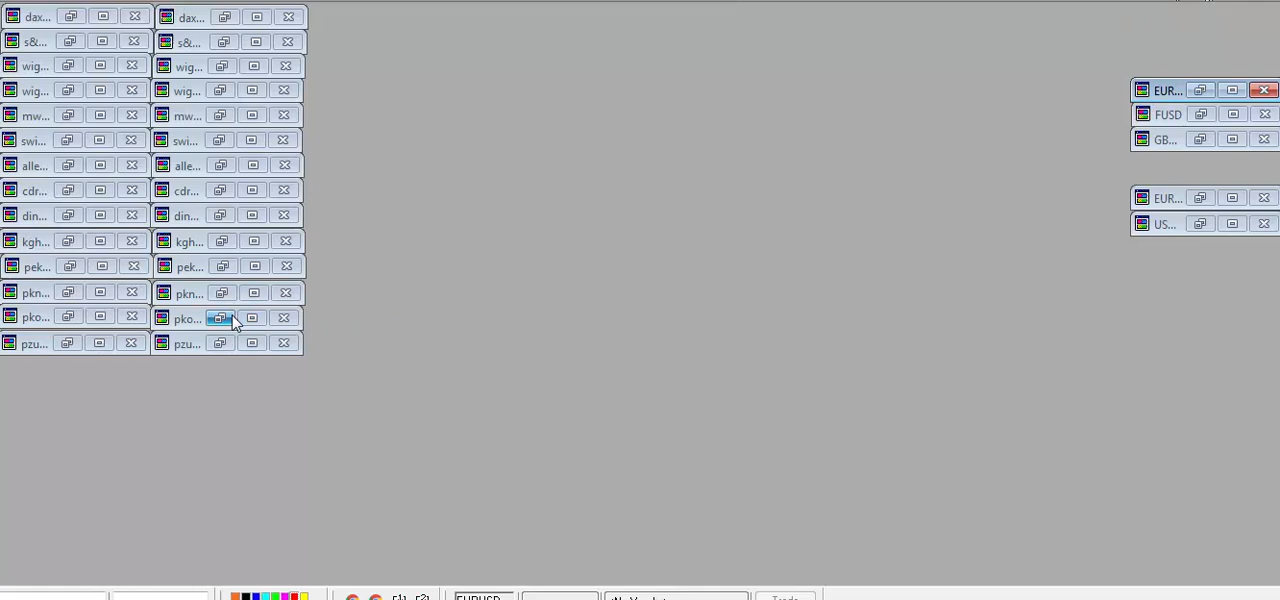 dax... dax...
s&... s&...
wig... wig...
wig... wig...
mw... mw...
swi... swi...
alle... alle...
cdr... cdr...
din... din...
kgh... kgh...
pek... pek...
pkn... pkn...
pko... pko...
pzu... pzu...
EUR...
FUSD
GB...
EUR...
US...
EURUSD
Trade